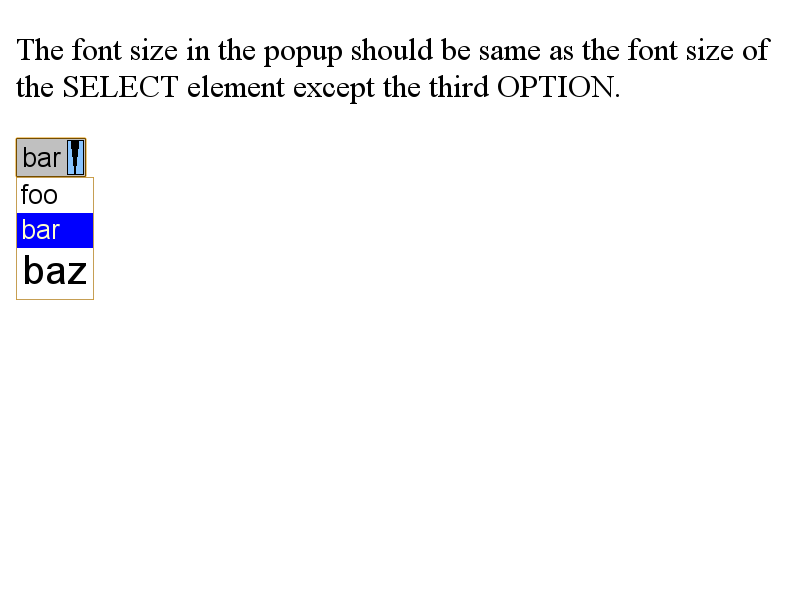 The font size in the popup should be same as the font size of
the SELECT element except the third OPTION.
bar
foo
bar
baz